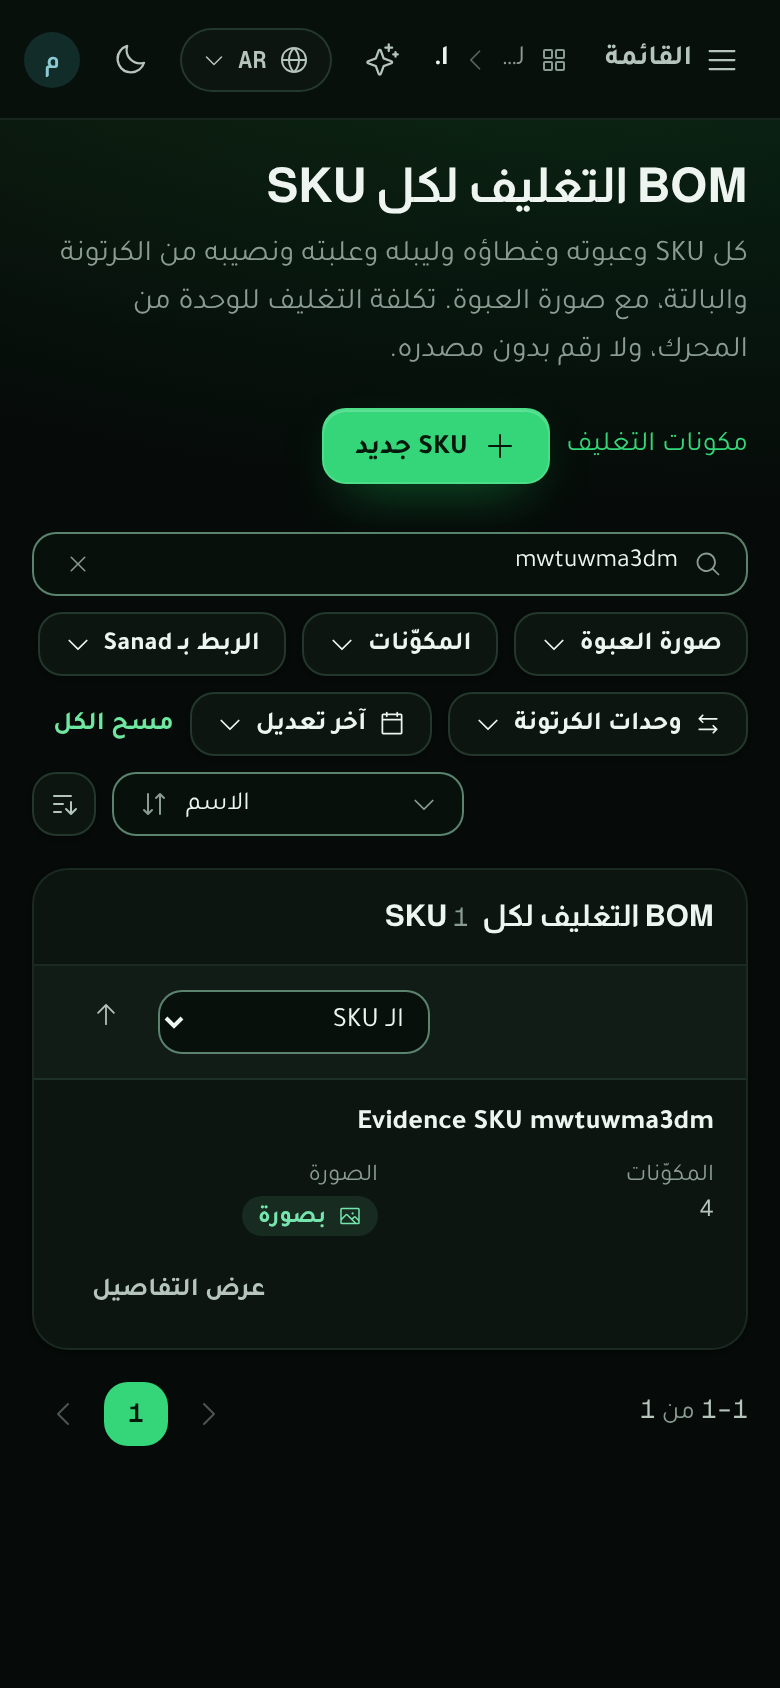 القائمة
لـ...
ا.
AR
م
BOM التغليف لكل SKU
كل SKU وعبوته وغطاؤه وليبله وعلبته ونصيبه من الكرتونة
والبالتة، مع صورة العبوة. تكلفة التغليف للوحدة من
المحرك، ولا رقم بدون مصدره.
مكونات التغليف
SKU جديد
mwtuwma3dm
صورة العبوة
المكوّنات
الربط بـ Sanad
وحدات الكرتونة
آخر تعديل
مسح الكل
الاسم
BOM التغليف لكل SKU 1
الـ SKU
Evidence SKU mwtuwma3dm
المكوّنات
الصورة
4
بصورة
عرض التفاصيل
1–1 من 1
1